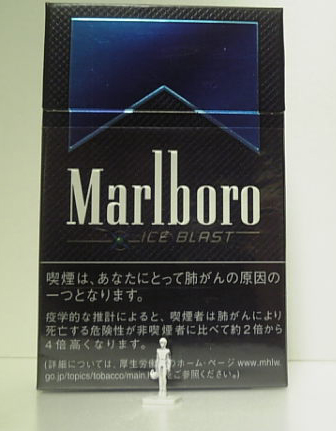 Marlboro
ICE BLAST
喫煙は、あなたにとって肺がんの原因の
一つとなります。
疫学的な推計によると、喫煙者は肺がんにより
死亡する危険性が非喫煙者に比べて約2倍から
4倍高くなります。
(詳細については、厚生労働 のホーム・ページ www.mhlw.
go.jp/topics/tobacco/main. をご参照ください。)